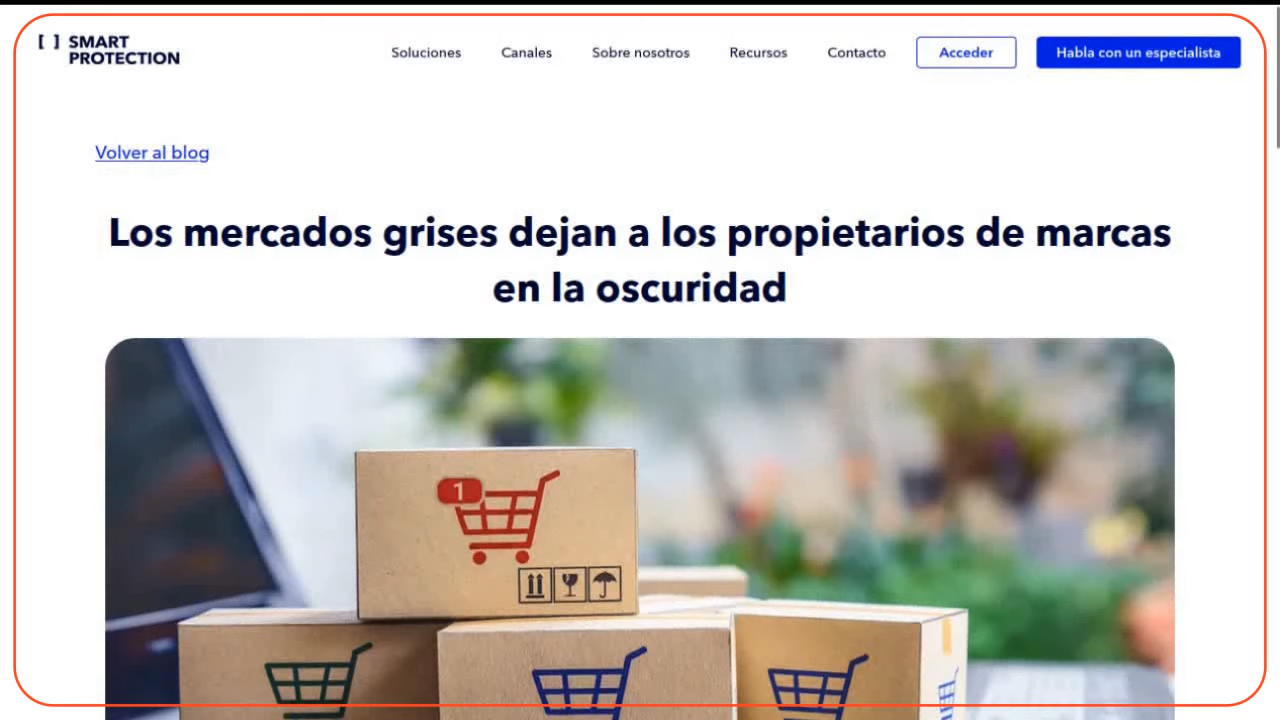 [ ] SMART
PROTECTION
Soluciones
Canales
Sobre nosotros
Recursos
Contacto
Acceder
Habla con un especialista
Volver al blog
Los mercados grises dejan a los propietarios de marcas
en la oscuridad
1